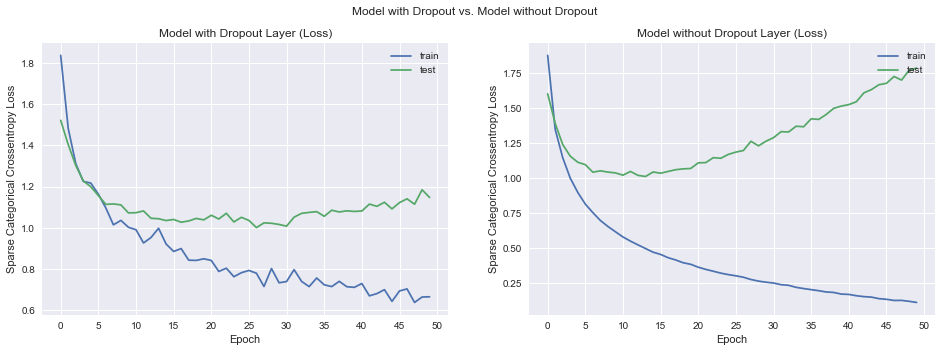 Model with Dropout vs. Model without Dropout
Model with Dropout Layer (Loss)
Sparse Categorical Crossentropy Loss
1.8
1.6
1.4
1.2
1.0
0.8
0.6
train
test
0 5 10 15 20 25 30 35 40 45 50
Epoch
Model without Dropout Layer (Loss)
Sparse Categorical Crossentropy Loss
1.75
1.50
1.25
1.00
0.75
0.50
0.25
train
test
0 5 10 15 20 25 30 35 40 45 50
Epoch